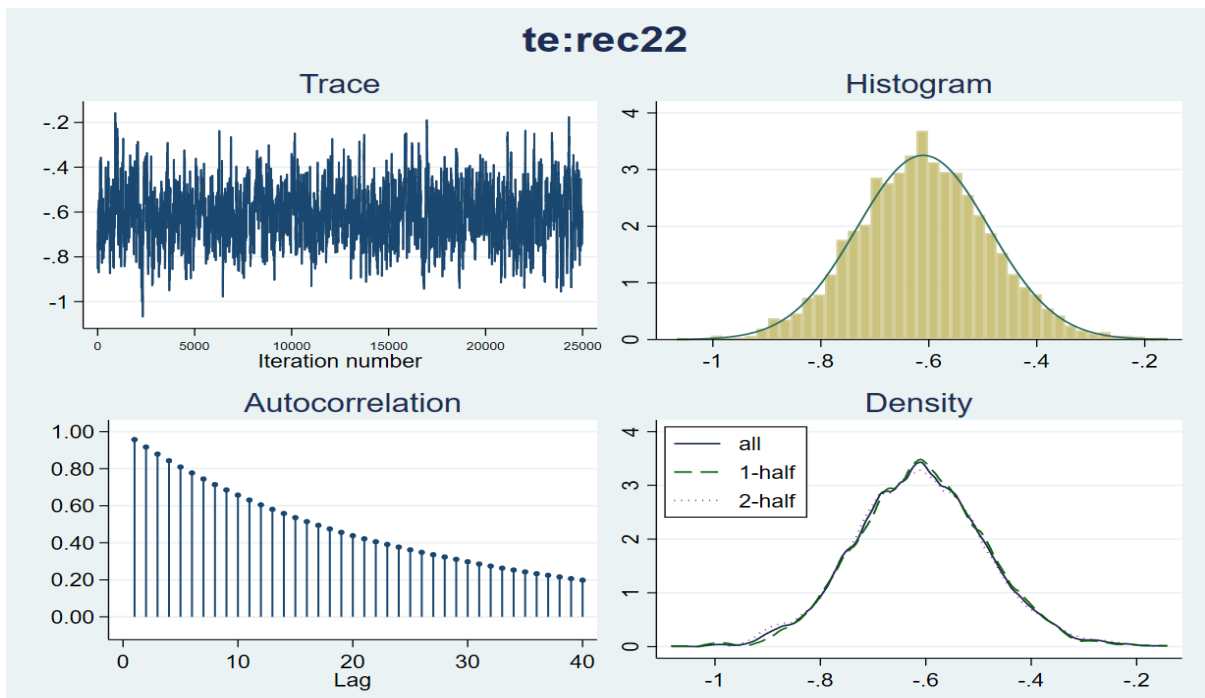 te:rec22
Trace
-.2
-.4
-.6
-.8
-1
0 5000 10000 15000 20000 25000
Iteration number
Histogram
4
3
2
1
0
-1 -.8 -.6 -.4 -.2
Autocorrelation
1.00
0.80
0.60
0.40
0.20
0.00
0 10 20 30 40
Lag
Density
4
3
2
1
0
all
1-half
2-half
-1 -.8 -.6 -.4 -.2